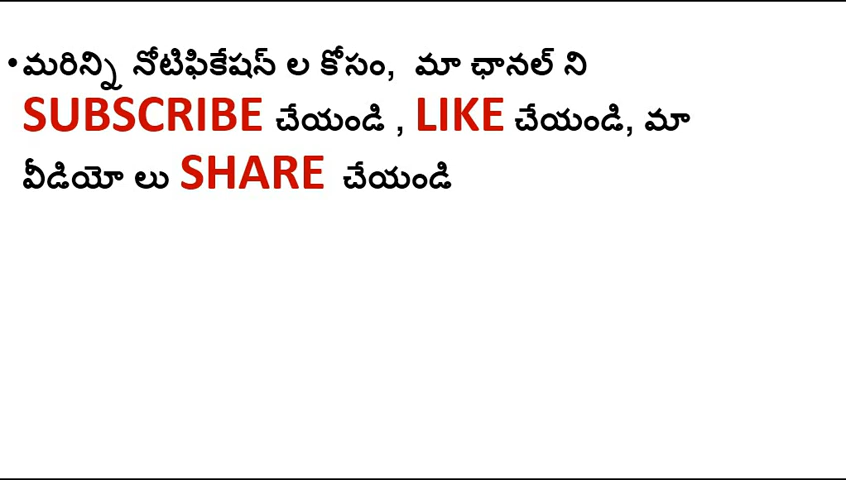 •మరిన్ని నోటిఫికేషన్ ల కోసం, మా ఛానల్ ని
SUBSCRIBE చేయండి , LIKE చేయండి, మా
వీడియో లు SHARE చేయండి